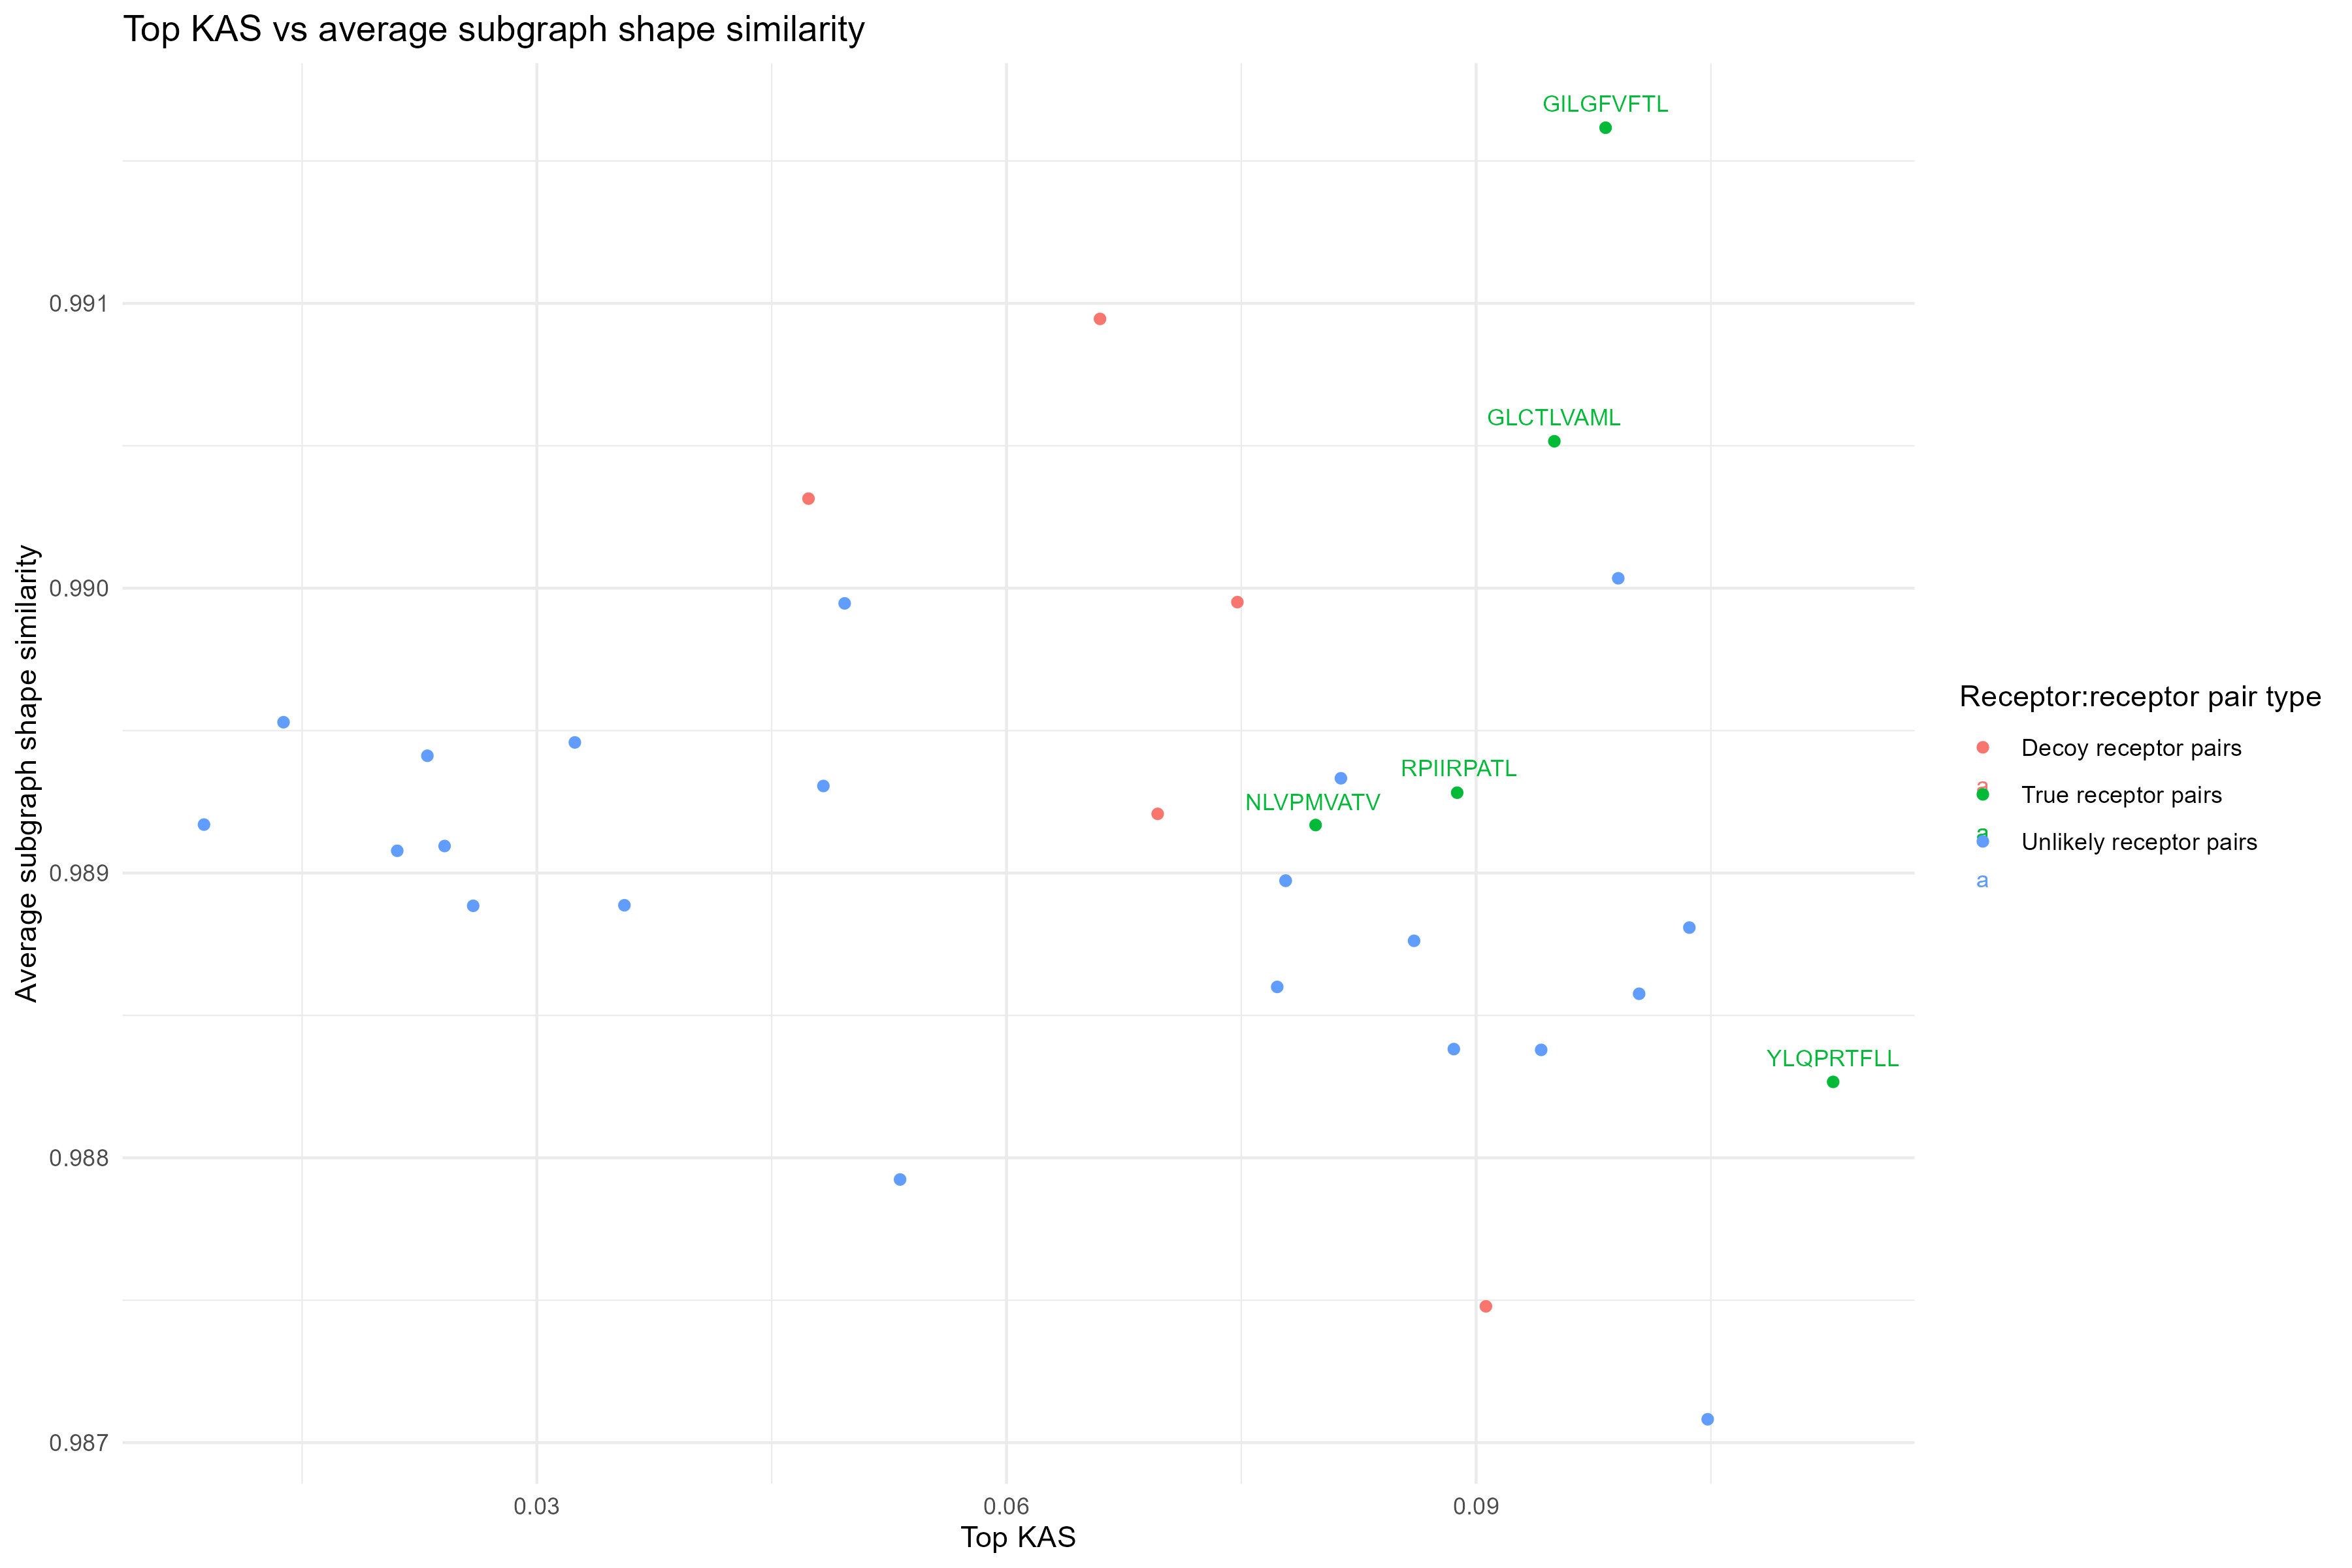 Top KAS vs average subgraph shape similarity
GILGFVFTL
0.991
GLCTLVAML
0.990
RPIIRPATL
NLVPMVATV
0.989
YLQPRTFLL
0.988
0.987
0.03 0.06 0.09
Top KAS
Average subgraph shape similarity
Receptor:receptor pair type
Decoy receptor pairs
a
True receptor pairs
a
Unlikely receptor pairs
a